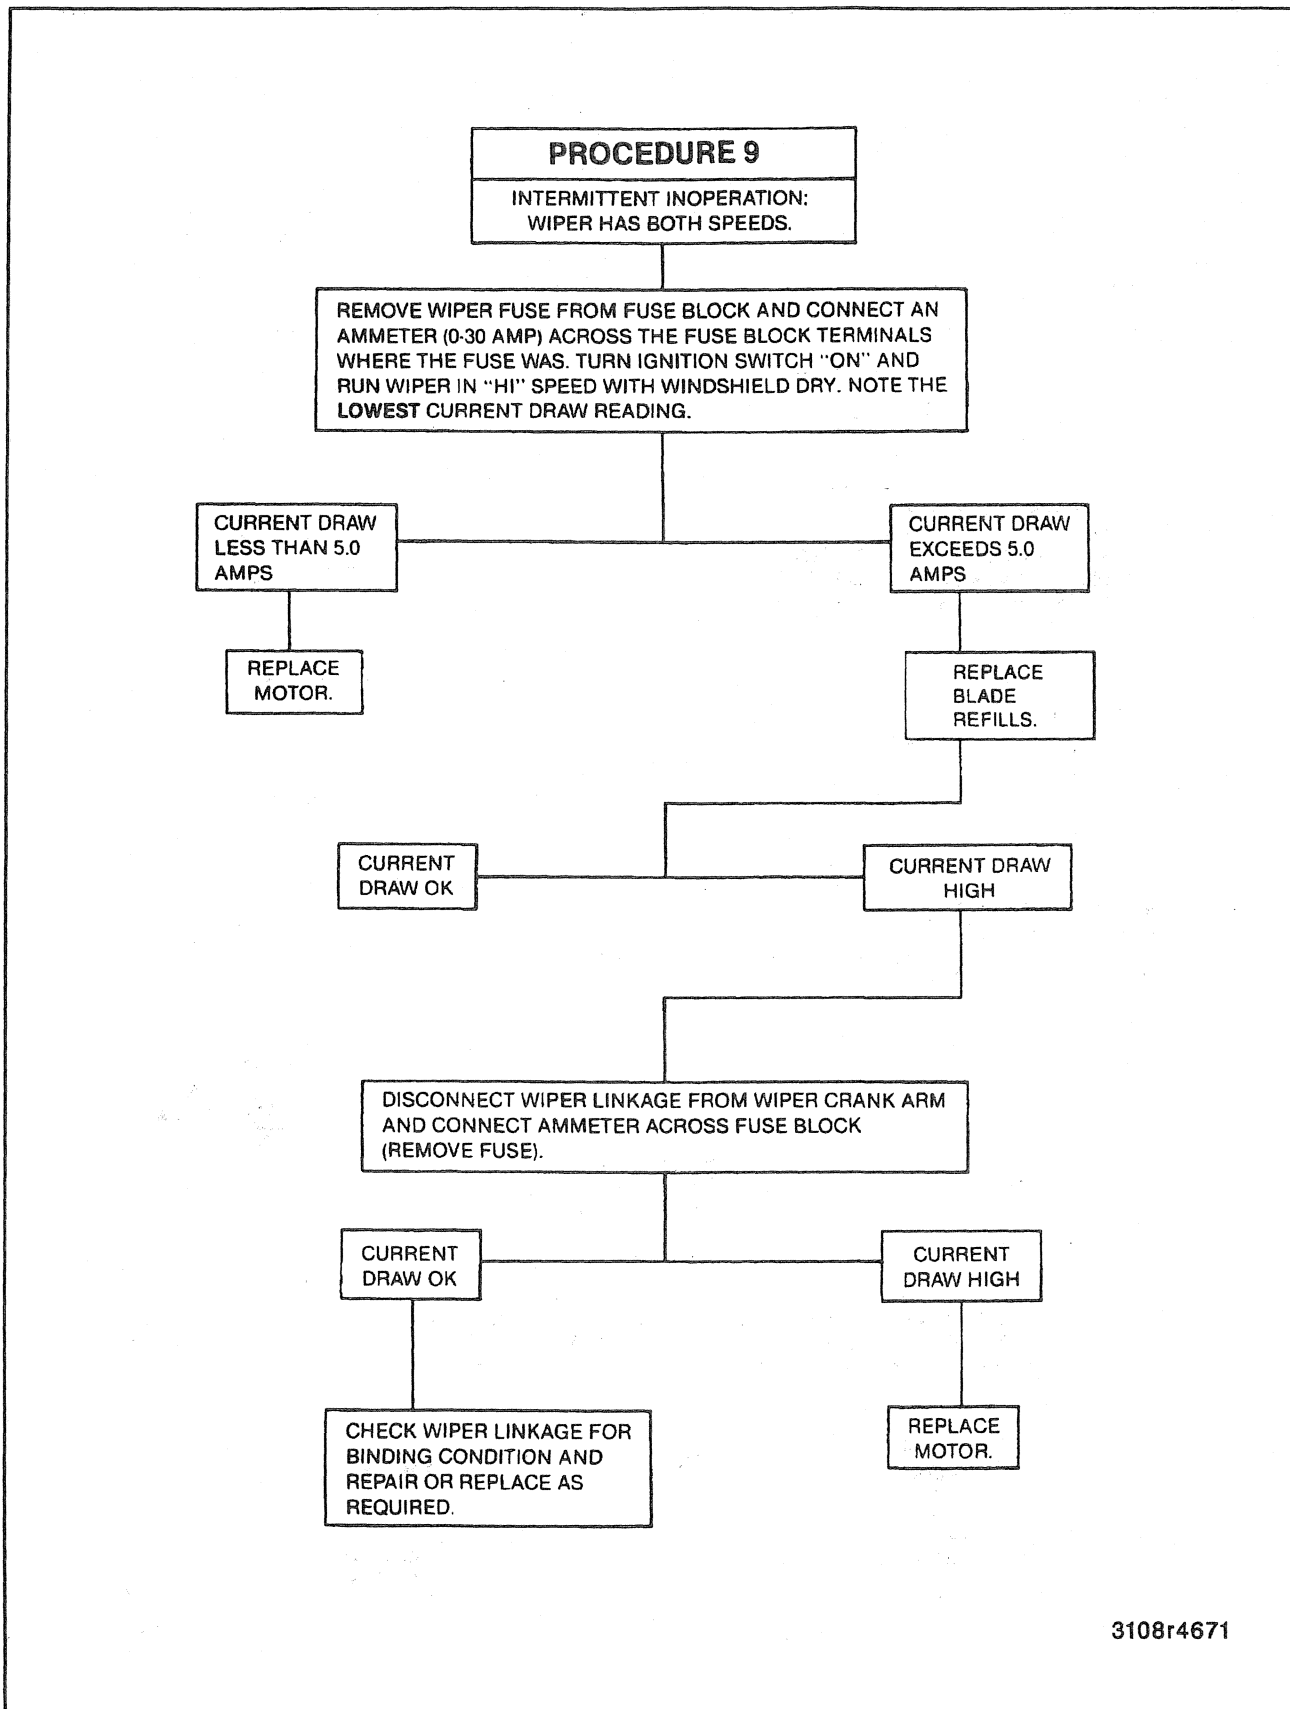 PROCEDURE 9
INTERMITTENT INOPERATION:
WIPER HAS BOTH SPEEDS.
REMOVE WIPER FUSE FROM FUSE BLOCK AND CONNECT AN
AMMETER (0-30 AMP) ACROSS THE FUSE BLOCK TERMINALS
WHERE THE FUSE WAS. TURN IGNITION SWITCH "ON" AND
RUN WIPER IN "HI" SPEED WITH WINDSHIELD DRY. NOTE THE
LOWEST CURRENT DRAW READING.
CURRENT DRAW
LESS THAN 5.0
AMPS
CURRENT DRAW
EXCEEDS 5.0
AMPS
REPLACE
MOTOR.
REPLACE
BLADE
REFILLS.
CURRENT
DRAW OK
CURRENT DRAW
HIGH
DISCONNECT WIPER LINKAGE FROM WIPER CRANK ARM
AND CONNECT AMMETER ACROSS FUSE BLOCK
(REMOVE FUSE).
CURRENT
DRAW OK
CURRENT
DRAW HIGH
CHECK WIPER LINKAGE FOR
BINDING CONDITION AND
REPAIR OR REPLACE AS
REQUIRED.
REPLACE
MOTOR.
3108r4671